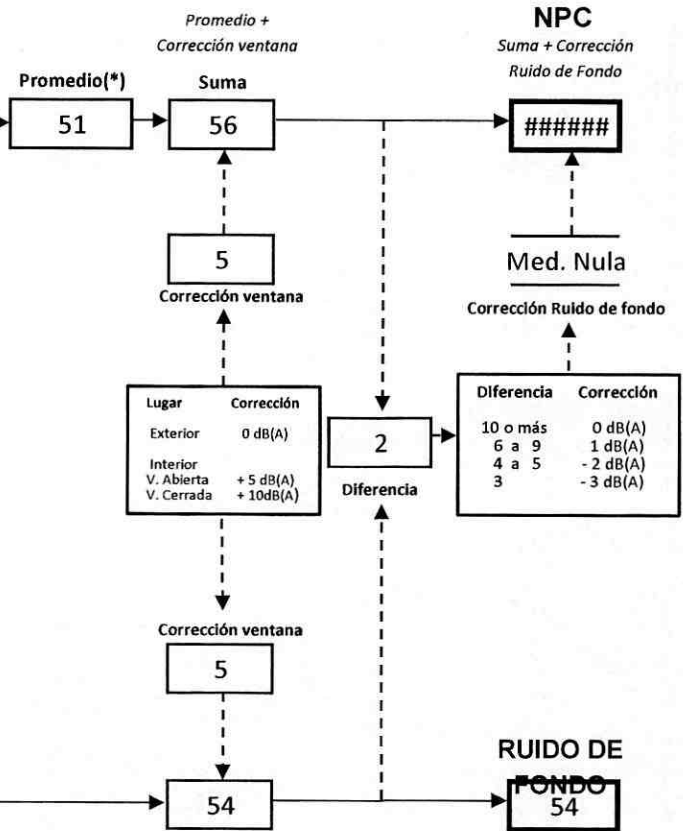 Promedio +
Corrección ventana
NPC
Suma + Corrección
Ruido de Fondo
Promedio(*)
Suma
51
56
######
5
Corrección ventana
Med. Nula
Corrección Ruido de fondo
Lugar Corrección
Exterior 0 dB(A)
Interior
V. Abierta + 5 dB(A)
V. Cerrada + 10dB(A)
2
Diferencia
Diferencia Corrección
10 o más 0 dB(A)
6 a 9 1 dB(A)
4 a 5 - 2 dB(A)
3 - 3 dB(A)
Corrección ventana
5
RUIDO DE
FONDO
54
54